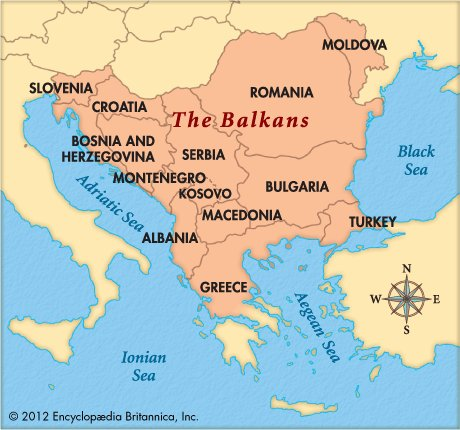 MOLDOVA
SLOVENIA
ROMANIA
CROATIA
The Balkans
BOSNIA AND
HERZEGOVINA
SERBIA
Black
Sea
MONTENEGRO
KOSOVO
BULGARIA
Adriatic Sea
MACEDONIA
TURKEY
ALBANIA
GREECE
N
W
E
S
Aegean Sea
Ionian
Sea
© 2012 Encyclopædia Britannica, Inc.